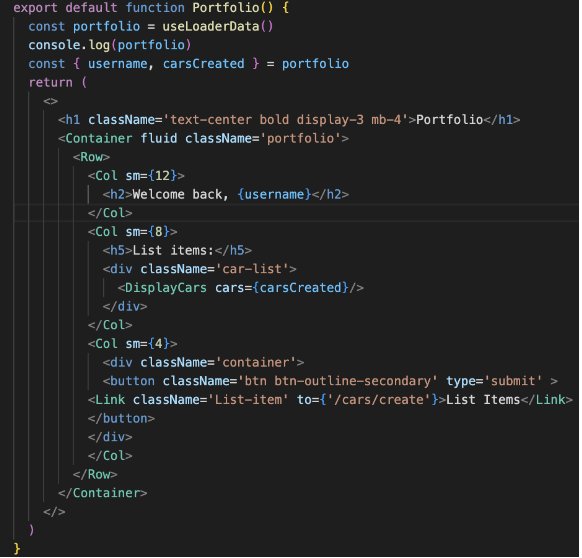 export default function Portfolio() {
  const portfolio = useLoaderData()
  console.log(portfolio)
  const { username, carsCreated } = portfolio
  return (
    <>
      <h1 className='text-center bold display-3 mb-4'>Portfolio</h1>
      <Container fluid className='portfolio'>
        <Row>
          <Col sm={12}>
            <h2>Welcome back, {username}</h2>
          </Col>
          <Col sm={8}>
            <h5>List items:</h5>
            <div className='car-list'>
              <DisplayCars cars={carsCreated}/>
            </div>
          </Col>
          <Col sm={4}>
            <div className='container'>
            <button className='btn btn-outline-secondary' type='submit' >
          <Link className='List-item' to={'/cars/create'}>List Items</Link>
          </button>
          </div>
          </Col>
        </Row>
      </Container>
    </>
  )
}